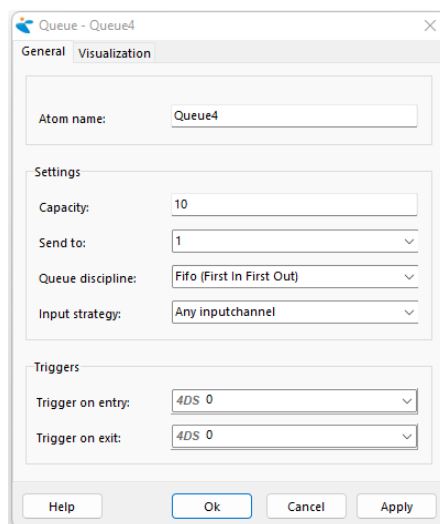 Queue - Queue4
General Visualization
Atom name: Queue4
Settings
Capacity: 10
Send to: 1
Queue discipline: Fifo (First In First Out)
Input strategy: Any inputchannel
Triggers
Trigger on entry: 4DS 0
Trigger on exit: 4DS 0
Help Ok Cancel Apply